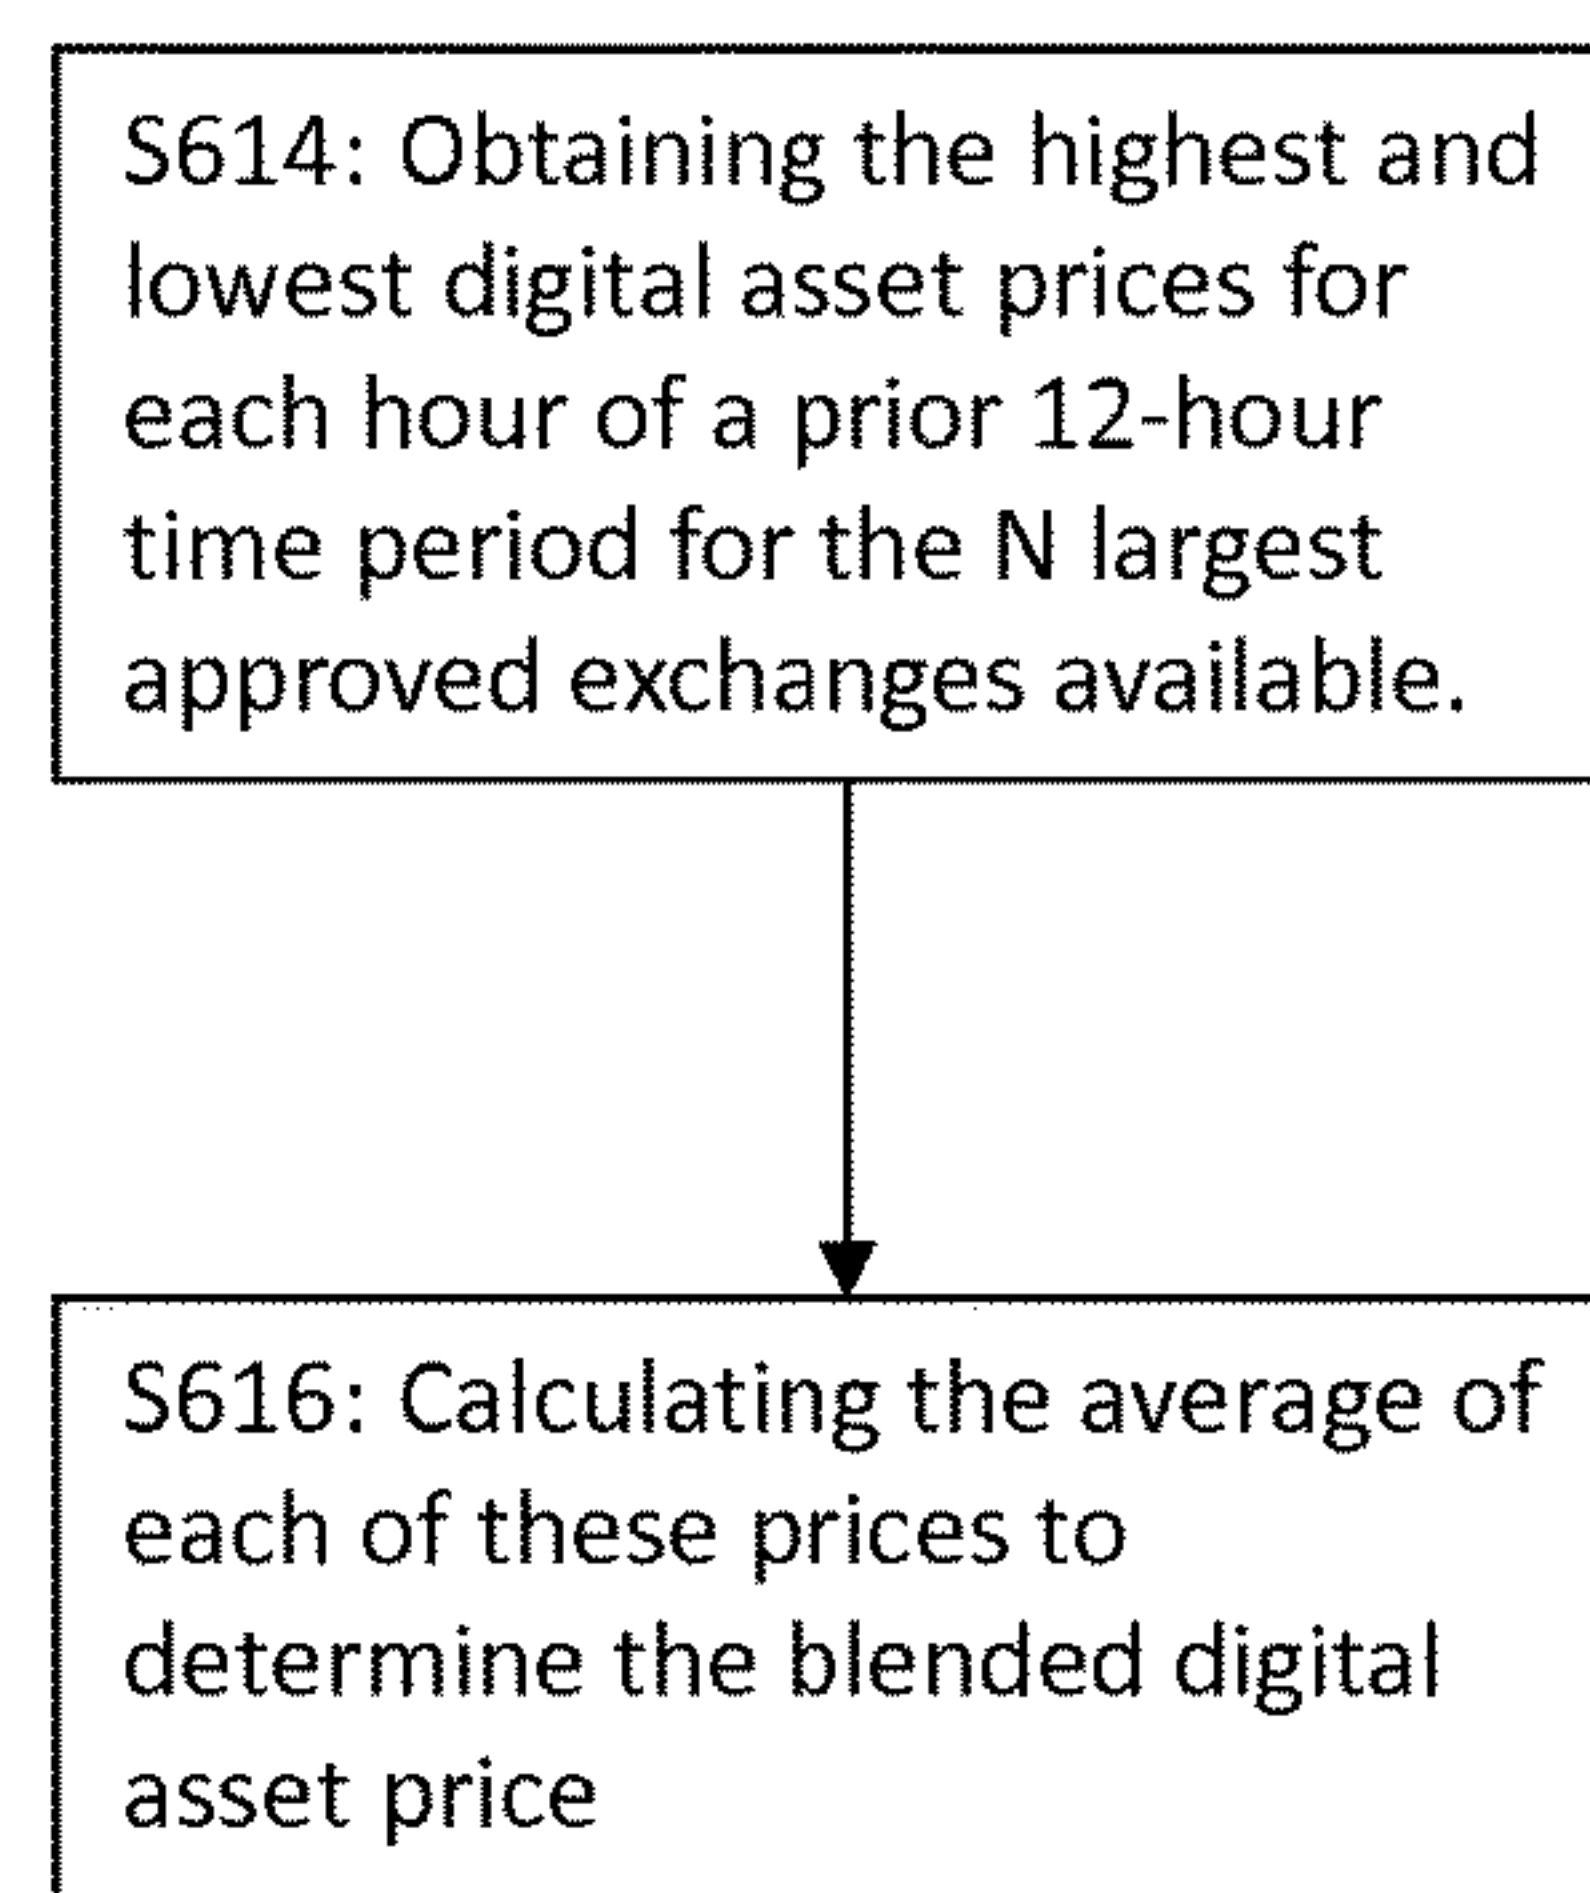 S614: Obtaining the highest and
lowest digital asset prices for
each hour of a prior 12-hour
time period for the N largest
approved exchanges available.
S616: Calculating the average of
each of these prices to
determine the blended digital
asset price